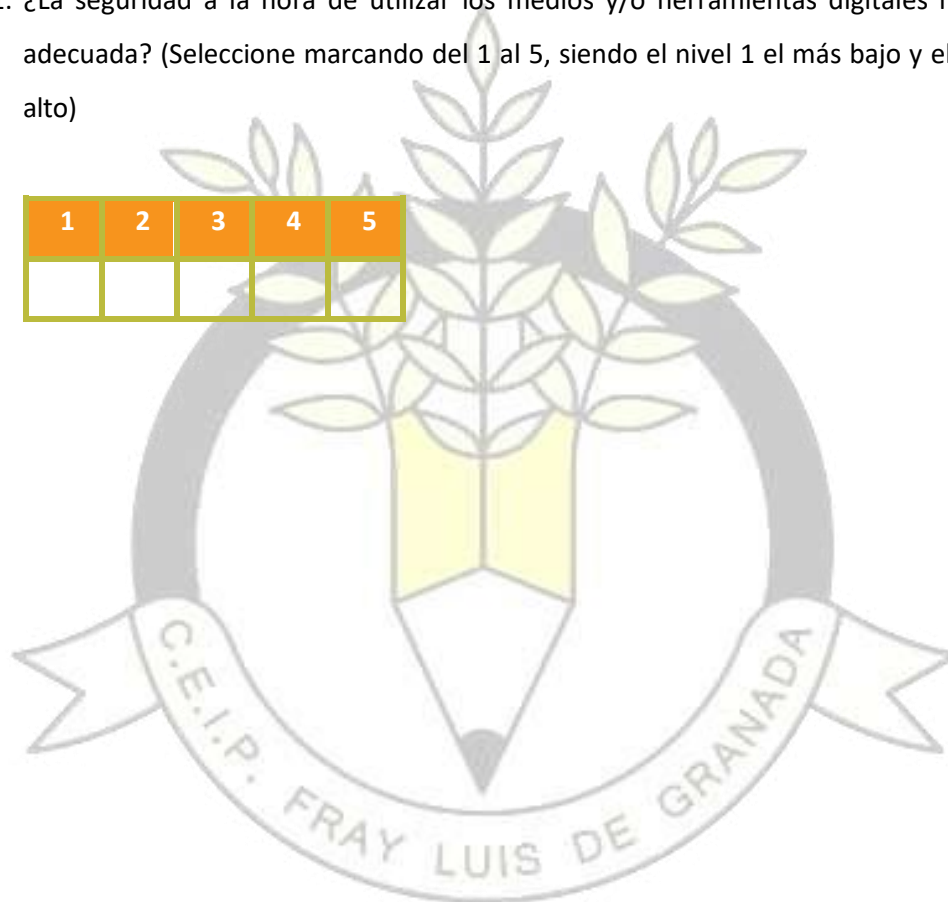 ¿La seguridad a la hora de utilizar los medios y/o herramientas digitales
adecuada? (Seleccione marcando del 1 al 5, siendo el nivel 1 el más bajo y el
alto)
1 2 3 4 5
C.E.I.P. FRAY LUIS DE GRANADA